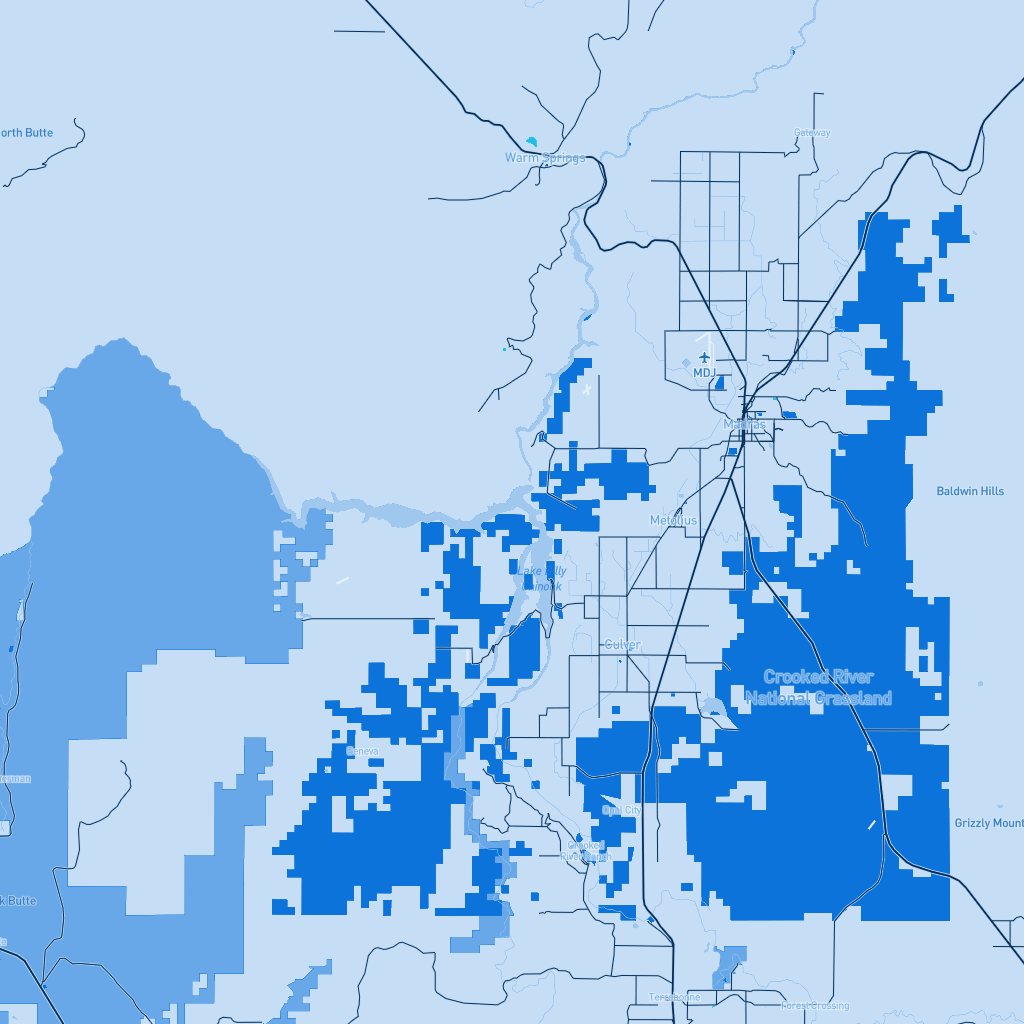 Gateway
orth Butte
Warm Springs
MDJ
Madras
Baldwin Hills
Metolius
Lake Billy
Chinook
Culver
Crooked River
National Grassland
Geneva
rsman
Opal City
Grizzly Mount
Crooked
River Ranch
k Butte
Terrebonne
Forest Crossing